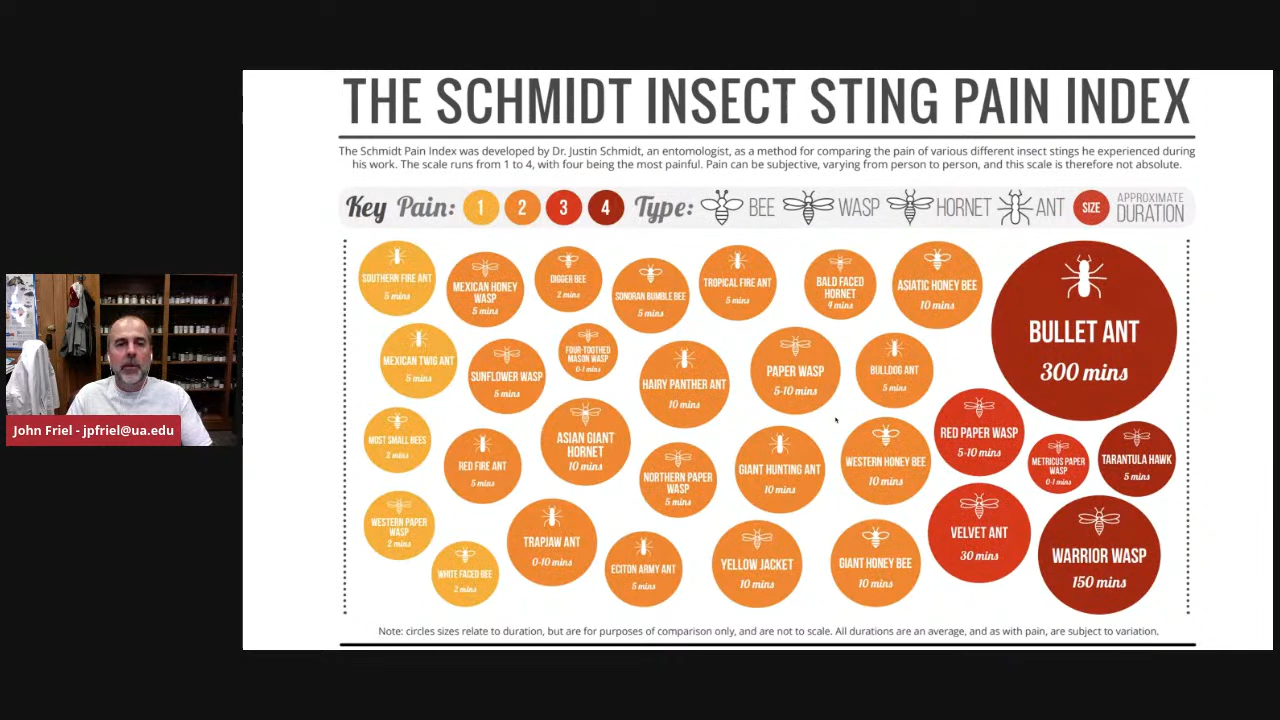 THE SCHMIDT INSECT STING PAIN INDEX
The Schmidt Pain Index was developed by Dr. Justin Schmidt, an entomologist, as a method for comparing the pain of various different insect stings he experienced during
his work. The scale runs from 1 to 4, with four being the most painful. Pain can be subjective, varying from person to person, and this scale is therefore not absolute.
Key Pain: 1 2 3 4 Type: BEE WASP HORNET ANT SIZE APPROXIMATE DURATION
SOUTHERN FIRE ANT
5 mins
MEXICAN HONEY
WASP
5 mins
DIGGER BEE
2 mins
SONORAN BUMBLE BEE
5 mins
TROPICAL FIRE ANT
5 mins
BALD FACED
HORNET
4 mins
ASIATIC HONEY BEE
10 mins
BULLET ANT
300 mins
MEXICAN TWIG ANT
5 mins
SUNFLOWER WASP
5 mins
FOUR-TOOTHED
MASON WASP
0-1 mins
HAIRY PANTHER ANT
10 mins
PAPER WASP
5-10 mins
BULLDOG ANT
5 mins
MOST SMALL BEES
2 mins
RED FIRE ANT
5 mins
ASIAN GIANT
HORNET
10 mins
NORTHERN PAPER
WASP
5 mins
GIANT HUNTING ANT
10 mins
WESTERN HONEY BEE
10 mins
RED PAPER WASP
5-10 mins
METRICUS PAPER
WASP
0-1 mins
TARANTULA HAWK
5 mins
WESTERN PAPER
WASP
2 mins
WHITE FACED BEE
2 mins
TRAPJAW ANT
0-10 mins
ECITON ARMY ANT
5 mins
YELLOW JACKET
10 mins
GIANT HONEY BEE
10 mins
VELVET ANT
30 mins
WARRIOR WASP
150 mins
Note: circles sizes relate to duration, but are for purposes of comparison only, and are not to scale. All durations are an average, and as with pain, are subject to variation.
John Friel - jpfriel@ua.edu